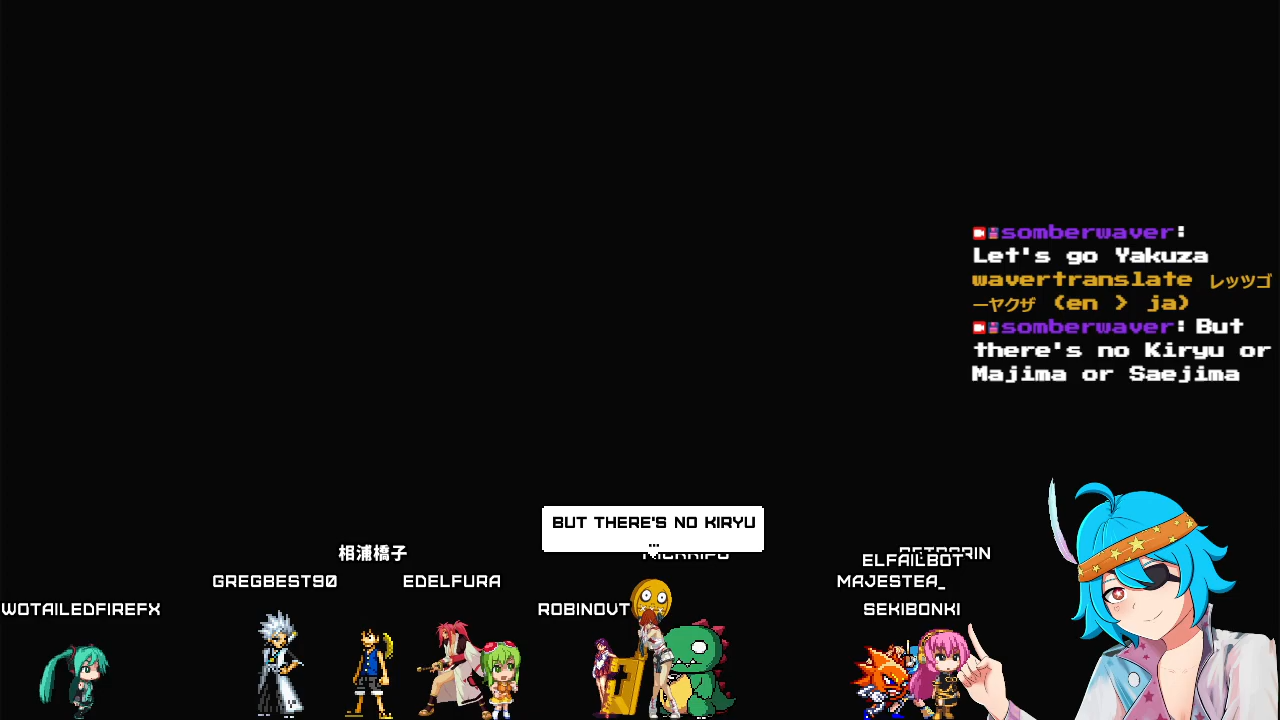 somberwaver:
Let's go Yakuza
wavertranslate レッツゴ
ーヤクザ (en > ja)
somberwaver: But
there's no Kiryu or
Majima or Saejima
BUT THERE'S NO KIRYU
...
相浦橋子
ELFAILBOT
GREGBEST90
EDELFURA
MAJESTEA_
WOTAILEDFIREFX
ROBINOVT
SEKIBONKI